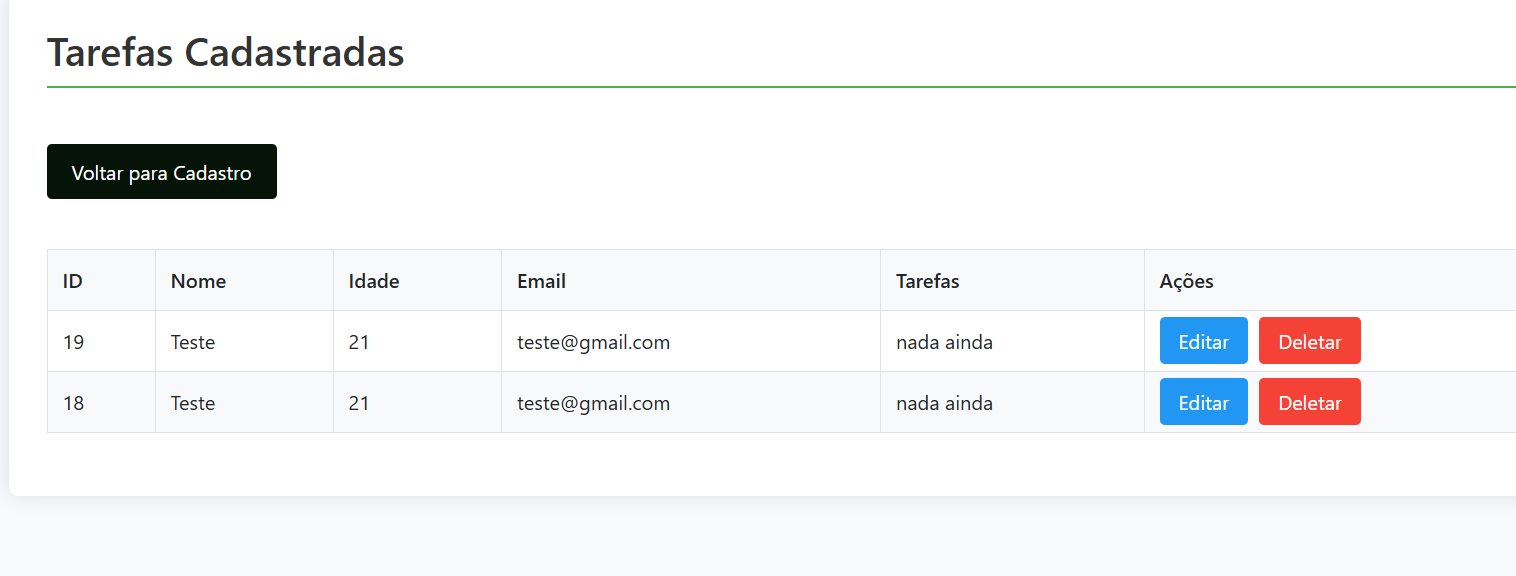 Tarefas Cadastradas
Voltar para Cadastro
ID Nome Idade Email Tarefas Ações
19 Teste 21 teste@gmail.com nada ainda Editar Deletar
18 Teste 21 teste@gmail.com nada ainda Editar Deletar